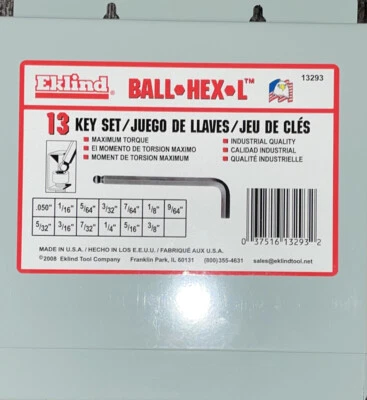 13293
Eklind BALL•HEX•L™
13 KEY SET/JUEGO DE LLAVES/JEU DE CLÉS
■ MAXIMUM TORQUE
■ El MOMENTO DE TORSION MAXIMO
■ MOMENT DE TORSION MAXIMUM
■ INDUSTRIAL QUALITY
■ CALIDAD INDUSTRIAL
■ QUALITÉ INDUSTRIELLE
.050" 1/16" 5/64" 3/32" 7/64" 1/8" 9/64"
5/32" 3/16" 7/32" 1/4" 5/16" 3/8"
0 37516 13293 2
MADE IN U.S.A. / HECHO IN LOS E.E.U.U. / FABRIQUÉ AUX U.S.A.
©2008 Eklind Tool Company Franklin Park, IL 60131 (800)355-4631 sales@eklindtool.net